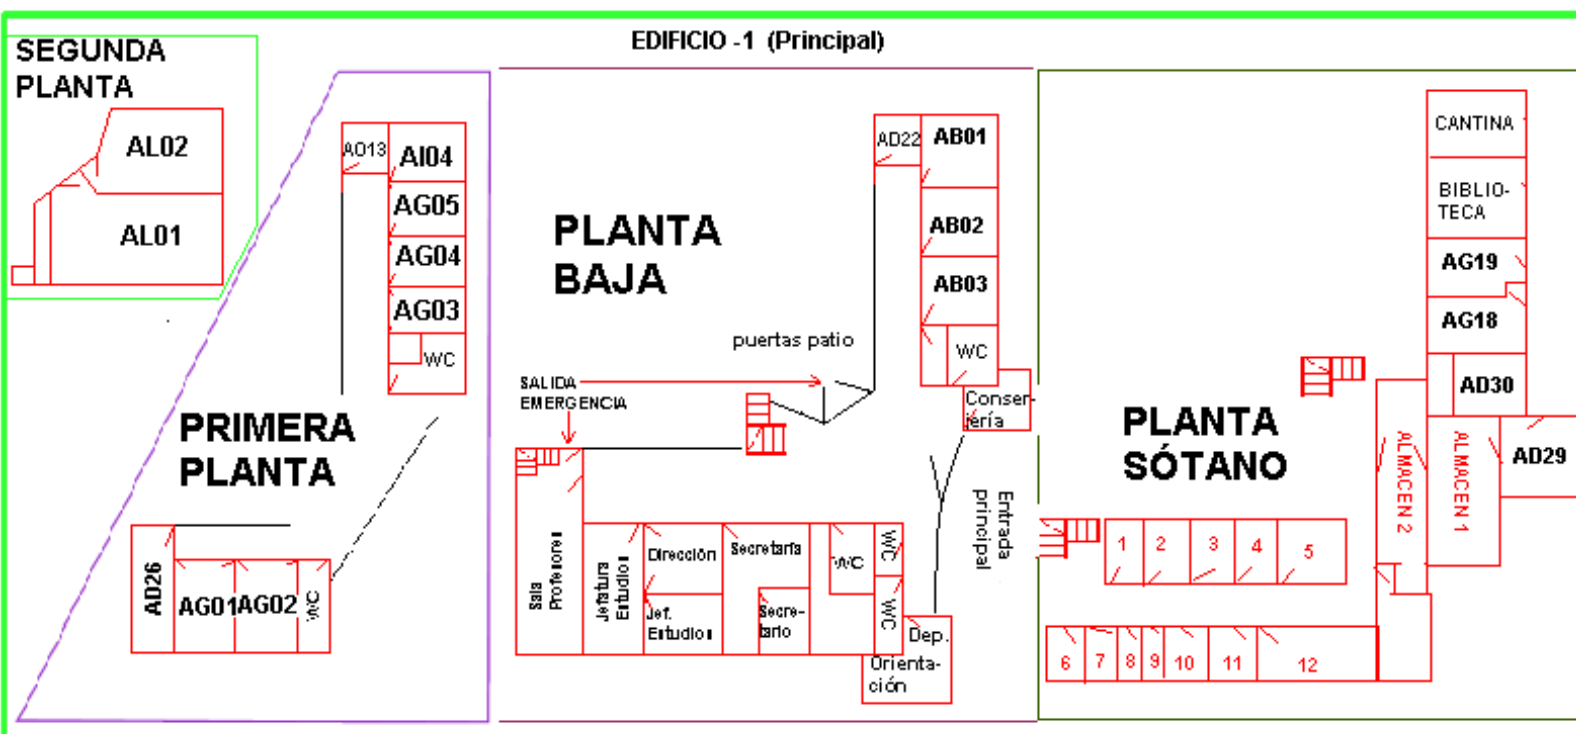 EDIFICIO -1 (Principal)
SEGUNDA
PLANTA
AL02
AL01
PRIMERA
PLANTA
AD13
AI04
AG05
AG04
AG03
WC
AD26
AG01
AG02
WC
PLANTA
BAJA
AD22
AB01
AB02
AB03
WC
puertas patio
SALIDA
EMERGENCIA
Conser-
jería
Entrada
principal
Sala
Profesores
Jefatura
Estudios
Dirección
Jef.
Estudios
Secretaría
Secre-
tario
WC
WC
WC
Dep.
Orienta-
ción
PLANTA
SÓTANO
CANTINA
BIBLIO-
TECA
AG19
AG18
AD30
AD29
ALMACEN 2
ALMACEN 1
1
2
3
4
5
6
7
8
9
10
11
12